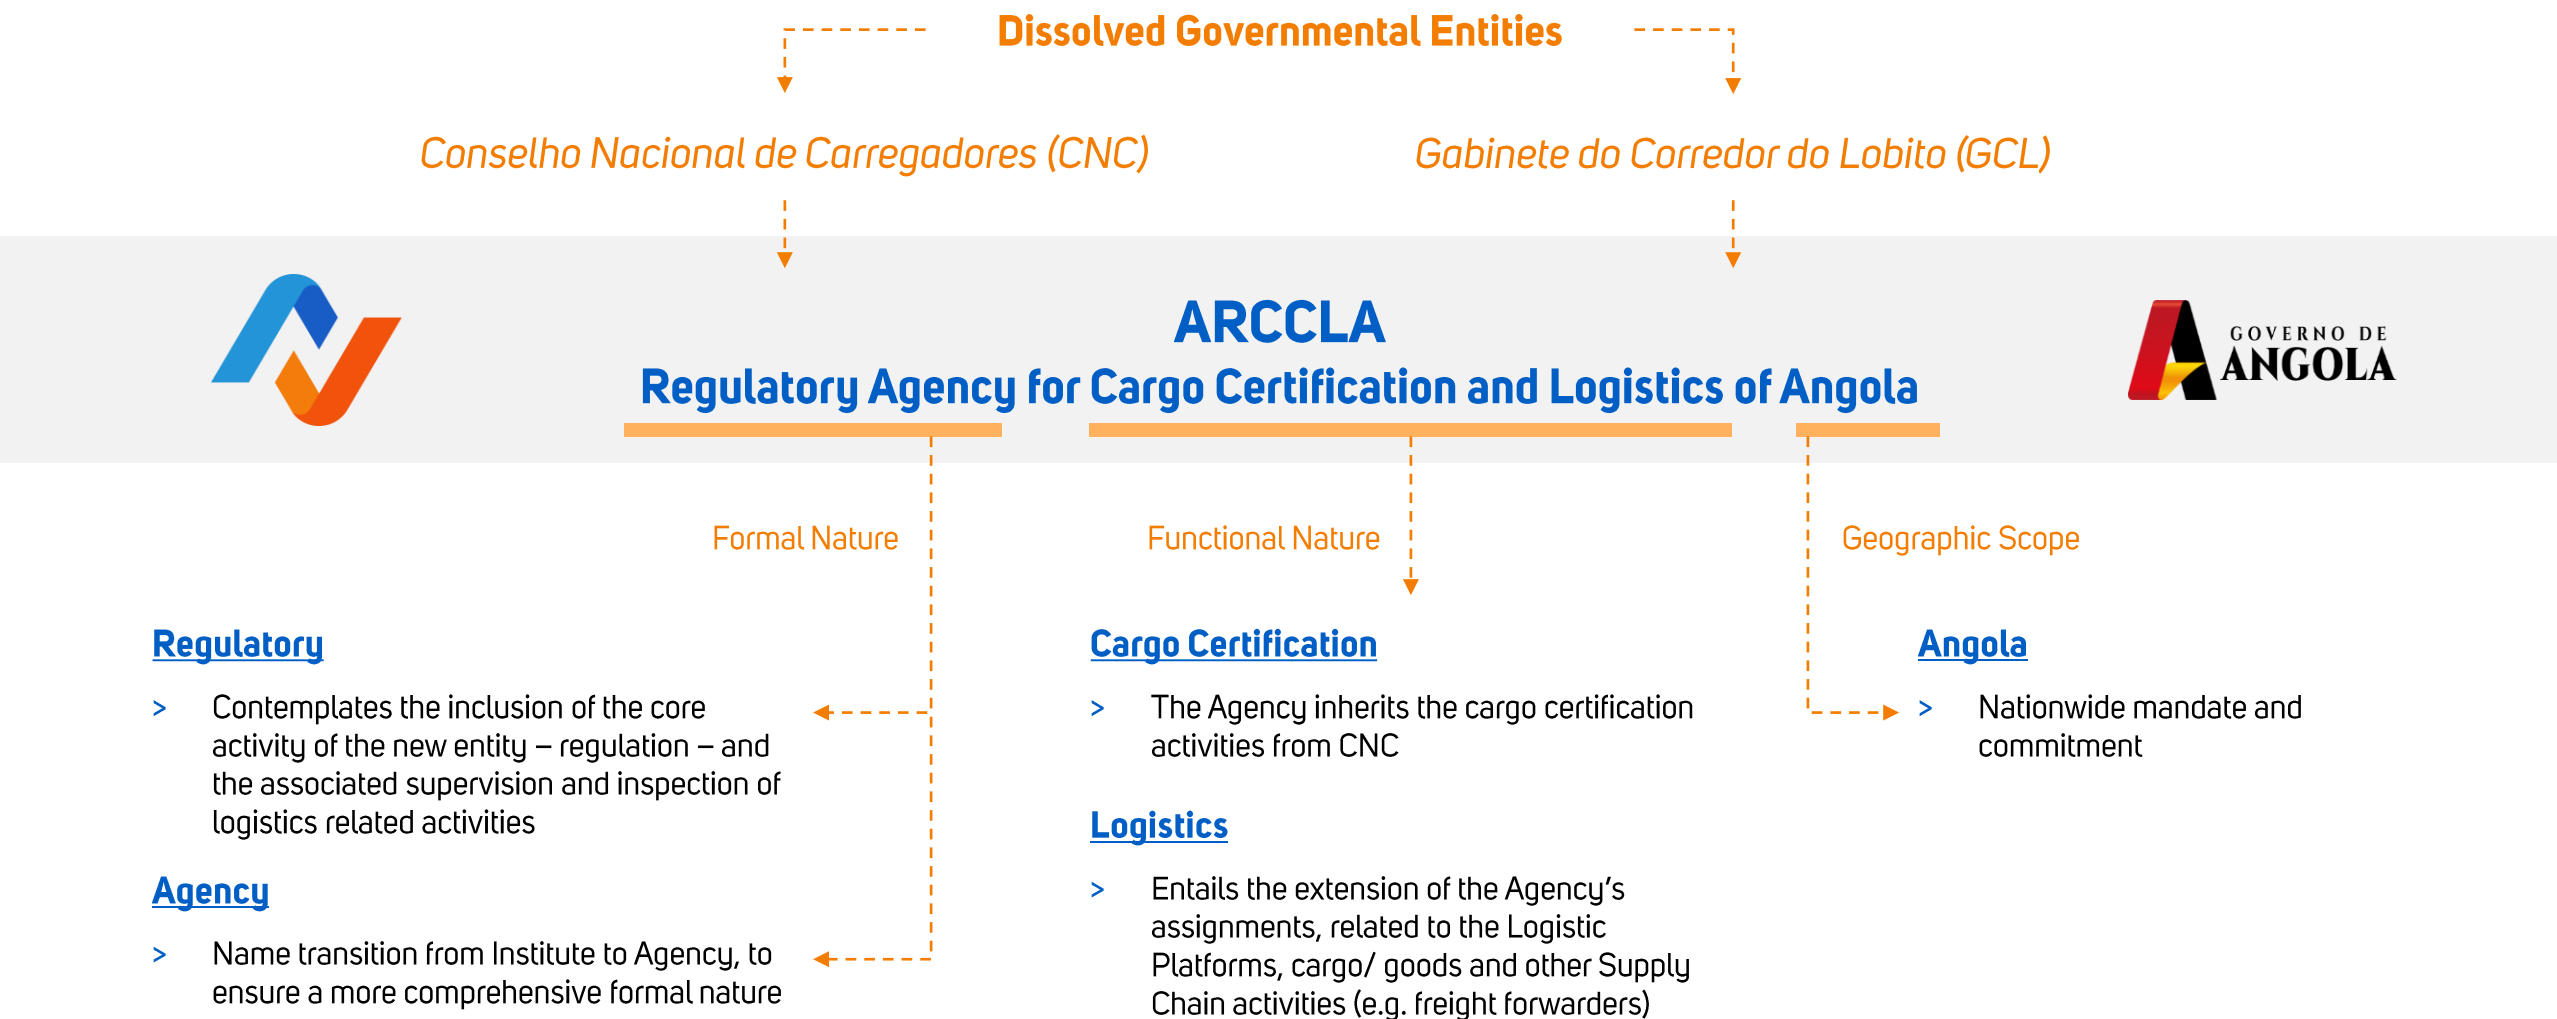 Dissolved Governmental Entities
Conselho Nacional de Carregadores (CNC)
Gabinete do Corredor do Lobito (GCL)
ARCCLA
Regulatory Agency for Cargo Certification and Logistics of Angola
GOVERNO DE
ANGOLA
Formal Nature
Functional Nature
Geographic Scope
Regulatory
> Contemplates the inclusion of the core
activity of the new entity – regulation – and
the associated supervision and inspection of
logistics related activities
Agency
> Name transition from Institute to Agency, to
ensure a more comprehensive formal nature
Cargo Certification
> The Agency inherits the cargo certification
activities from CNC
Logistics
> Entails the extension of the Agency’s
assignments, related to the Logistic
Platforms, cargo/ goods and other Supply
Chain activities (e.g. freight forwarders)
Angola
> Nationwide mandate and
commitment